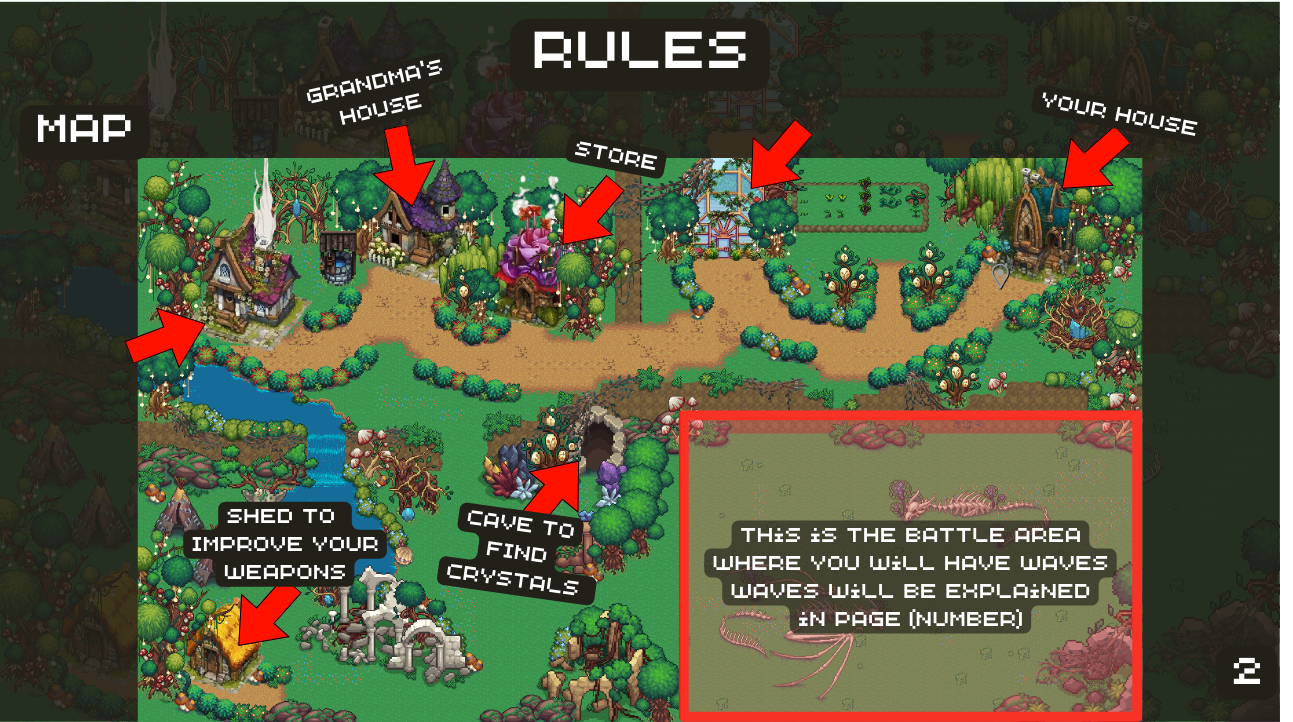 RULES
MAP
GRANDMA'S
HOUSE
STORE
YOUR HOUSE
SHED TO
IMPROVE YOUR
WEAPONS
CAVE TO
FIND
CRYSTALS
THIS IS THE BATTLE AREA
WHERE YOU WILL HAVE WAVES
WAVES WILL BE EXPLAINED
IN PAGE (NUMBER)
2